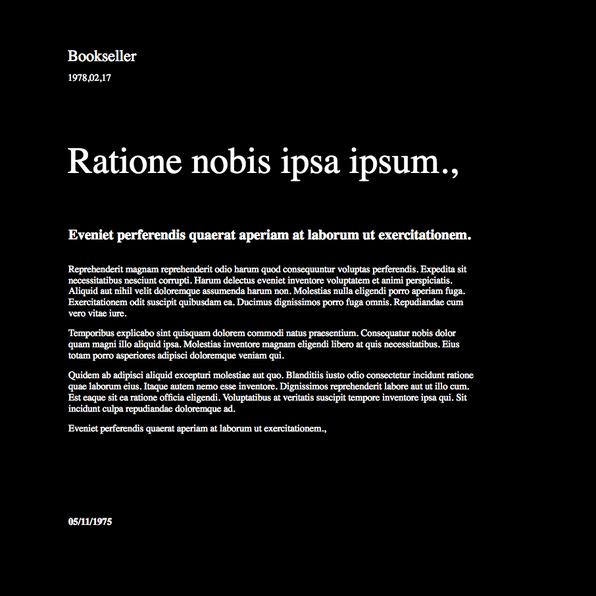 Bookseller
1978,02,17
Ratione nobis ipsa ipsum.,
Eveniet perferendis quaerat aperiam at laborum ut exercitationem.
Reprehenderit magnam reprehenderit odio harum quod consequuntur voluptas perferendis. Expedita sit
necessitatibus nesciunt corrupti. Harum delectus eveniet inventore voluptatem et animi perspiciatis.
Aliquid aut nihil velit doloremque assumenda harum non. Molestias nulla eligendi porro aperiam fuga.
Exercitationem odit suscipit quibusdam ea. Ducimus dignissimos porro fuga omnis. Repudiandae cum
vero vitae iure.
Temporibus explicabo sint quisquam dolorem commodi natus praesentium. Consequatur nobis dolor
quam magni illo aliquid ipsa. Molestias inventore magnam eligendi libero at quis necessitatibus. Eius
totam porro asperiores adipisci doloremque veniam qui.
Quidem ab adipisci aliquid excepturi molestiae aut quo. Blanditiis iusto odio consectetur incidunt ratione
quae laborum eius. Itaque autem nemo esse inventore. Dignissimos reprehenderit labore aut ut illo cum.
Est eaque sit ea ratione officia eligendi. Voluptatibus at veritatis suscipit tempore inventore ipsa qui. Sit
incidunt culpa repudiandae doloremque ad.
Eveniet perferendis quaerat aperiam at laborum ut exercitationem.,
05/11/1975